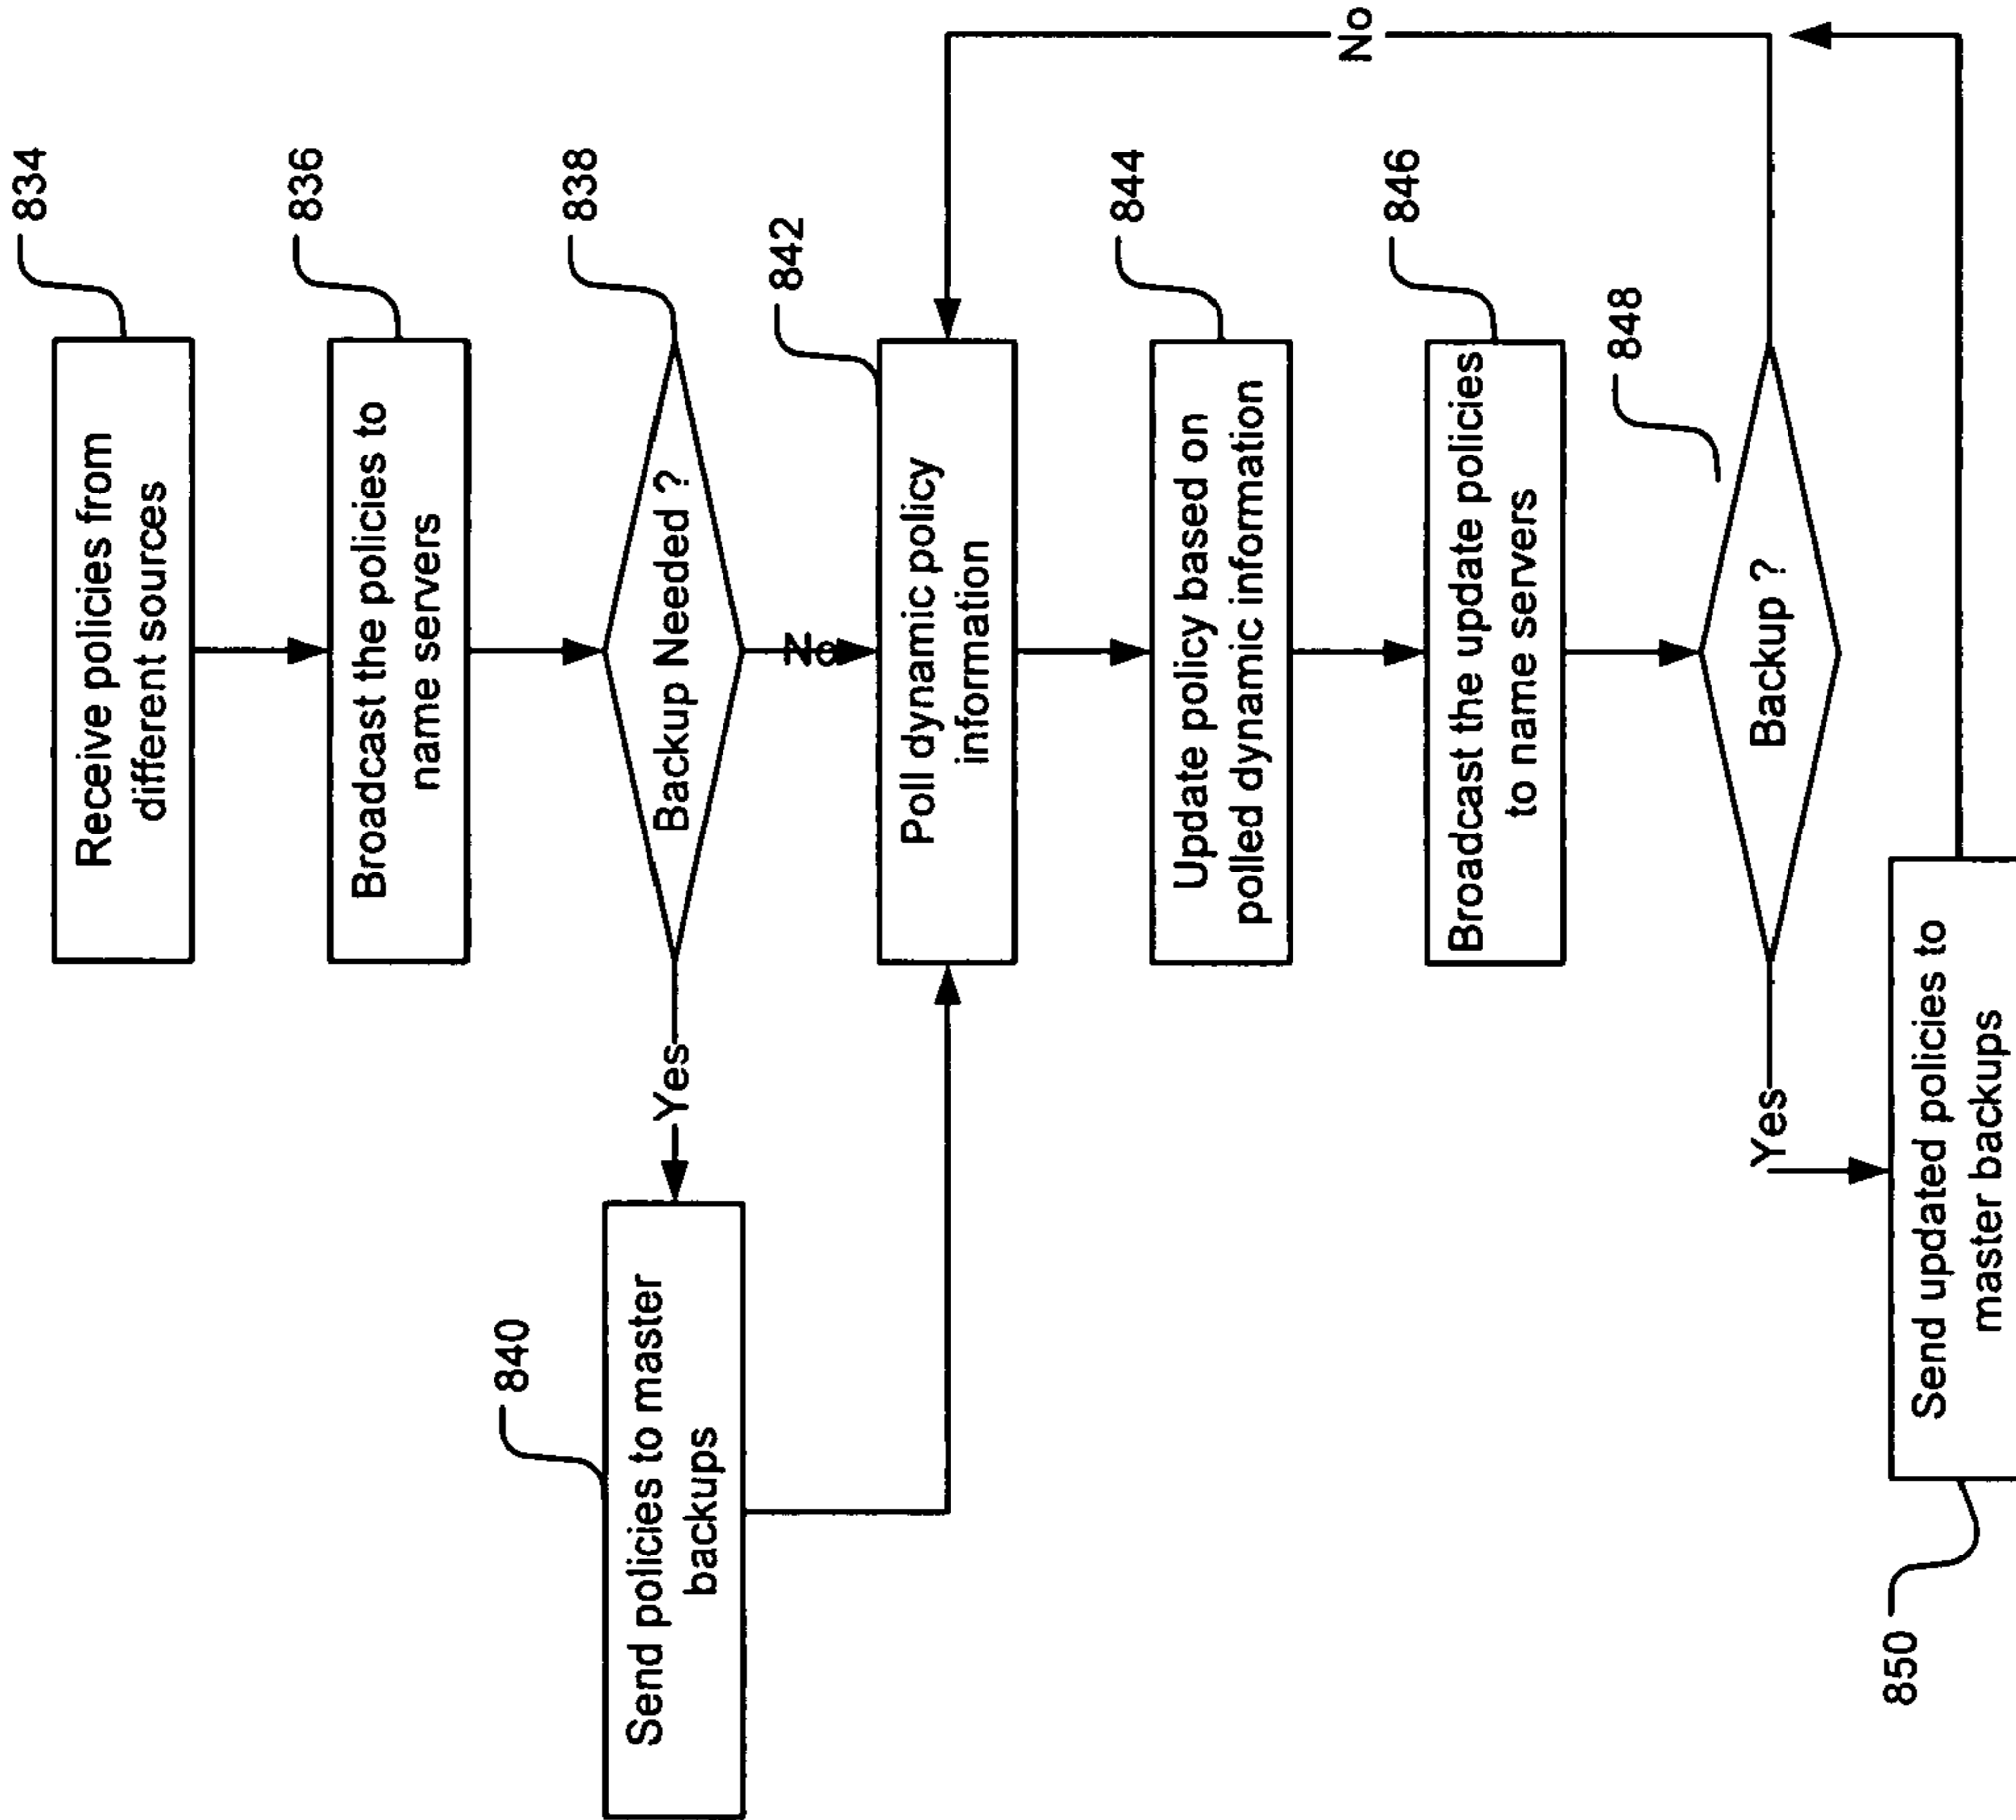 834
Receive policies from
different sources
836
Broadcast the policies to
name servers
838
Backup Needed ?
Yes
No
840
Send policies to master
backups
842
Poll dynamic policy
information
844
Update policy based on
polled dynamic information
846
Broadcast the update policies
to name servers
848
Backup ?
No
Yes
850
Send updated policies to
master backups